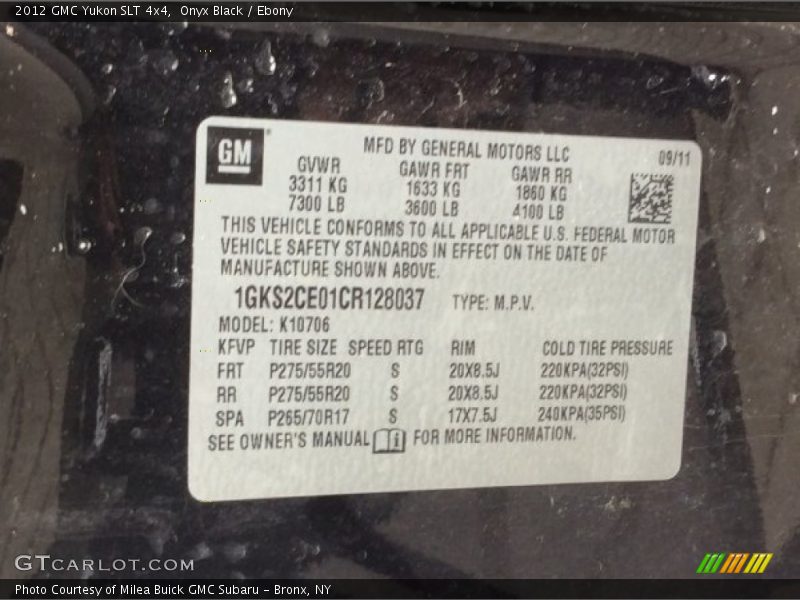 2012 GMC Yukon SLT 4x4, Onyx Black / Ebony
GM MFD BY GENERAL MOTORS LLC 09/11
GVWR GAWR FRT GAWR RR
3311 KG 1633 KG 1860 KG
7300 LB 3600 LB 4100 LB
THIS VEHICLE CONFORMS TO ALL APPLICABLE U.S. FEDERAL MOTOR
VEHICLE SAFETY STANDARDS IN EFFECT ON THE DATE OF
MANUFACTURE SHOWN ABOVE.
1GKS2CE01CR128037 TYPE: M.P.V.
MODEL: K10706
KFVP TIRE SIZE SPEED RTG RIM COLD TIRE PRESSURE
FRT P275/55R20 S 20X8.5J 220KPA(32PSI)
RR P275/55R20 S 20X8.5J 220KPA(32PSI)
SPA P265/70R17 S 17X7.5J 240KPA(35PSI)
SEE OWNER'S MANUAL i FOR MORE INFORMATION.
GTCARLOT.COM
Photo Courtesy of Milea Buick GMC Subaru - Bronx, NY